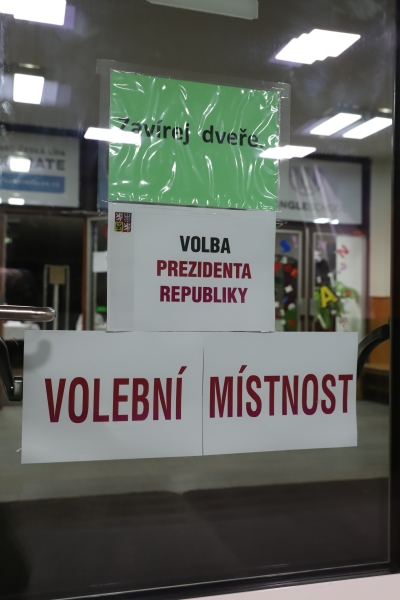 Zavírej dveře
VOLBA
PREZIDENTA
REPUBLIKY
VOLEBNÍ MÍSTNOST